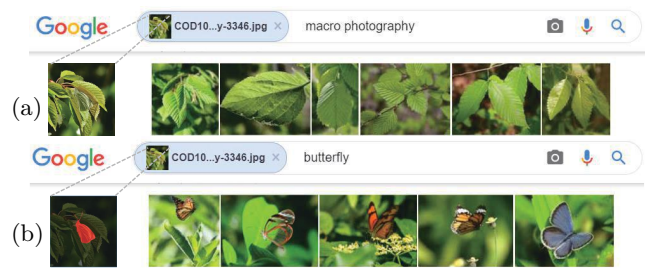 Google COD10...y-3346.jpg × macro photography
(a)
Google COD10...y-3346.jpg × butterfly
(b)